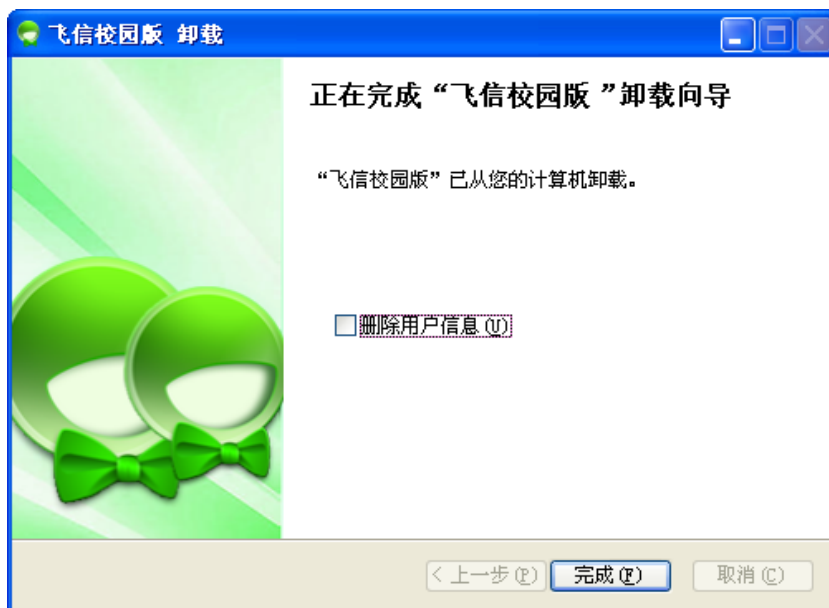 飞信校园版 卸载
正在完成“飞信校园版 ”卸载向导
“飞信校园版”已从您的计算机卸载。
删除用户信息(U)
< 上一步(P)
完成(F)
取消(C)